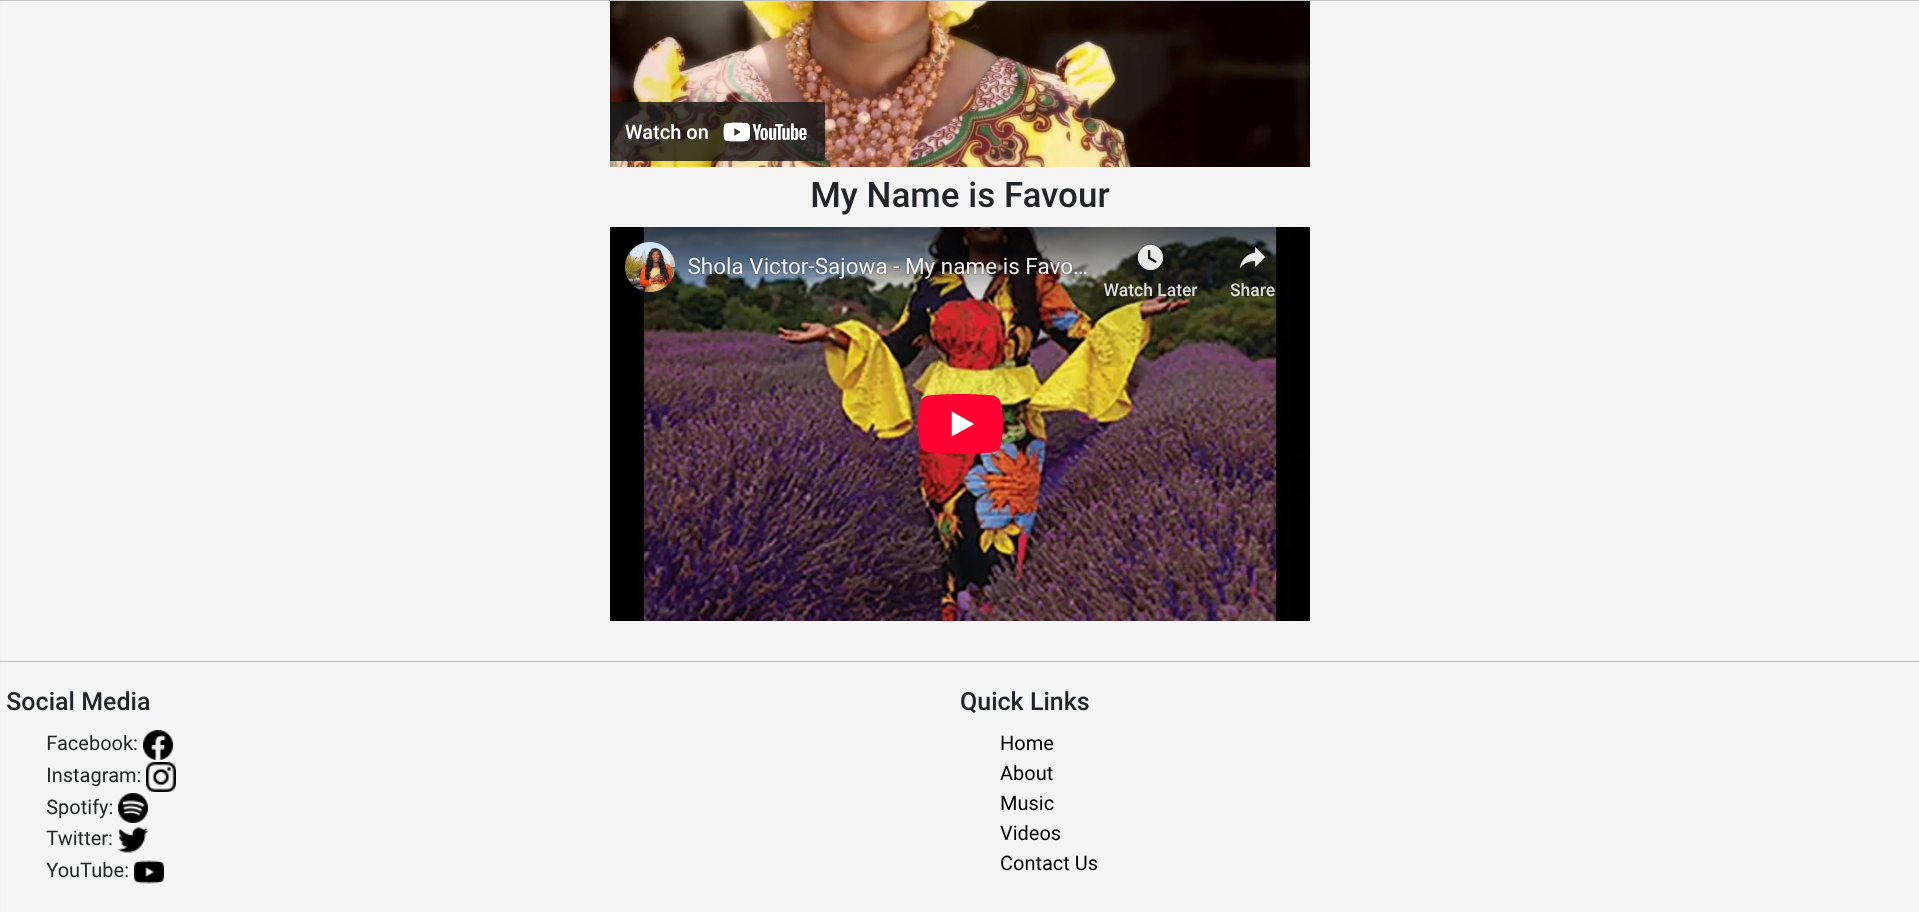 Watch on YouTube
My Name is Favour
Shola Victor-Sajowa - My name is Favo...
Watch Later
Share
Social Media
Facebook:
Instagram:
Spotify:
Twitter:
YouTube:
Quick Links
Home
About
Music
Videos
Contact Us